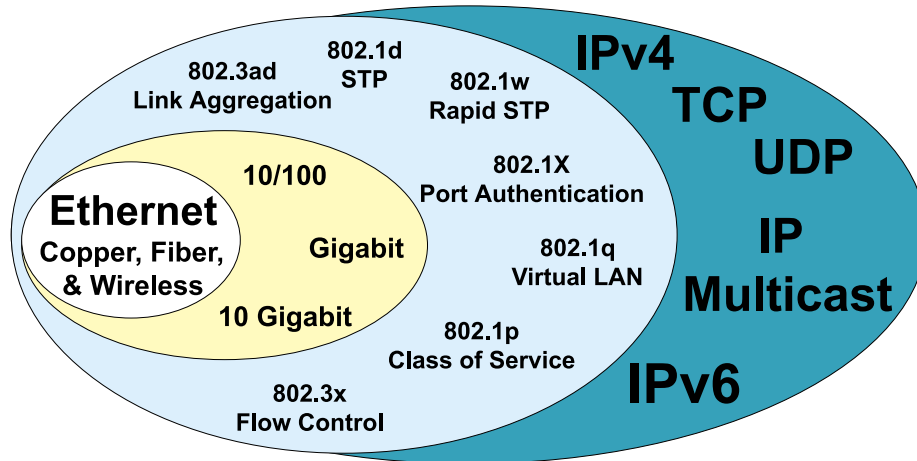 802.3ad
Link Aggregation
802.1d
STP
802.1w
Rapid STP
IPv4
TCP
UDP
10/100
802.1X
Port Authentication
Ethernet
Copper, Fiber,
& Wireless
Gigabit
802.1q
Virtual LAN
IP
Multicast
10 Gigabit
802.1p
Class of Service
802.3x
Flow Control
IPv6